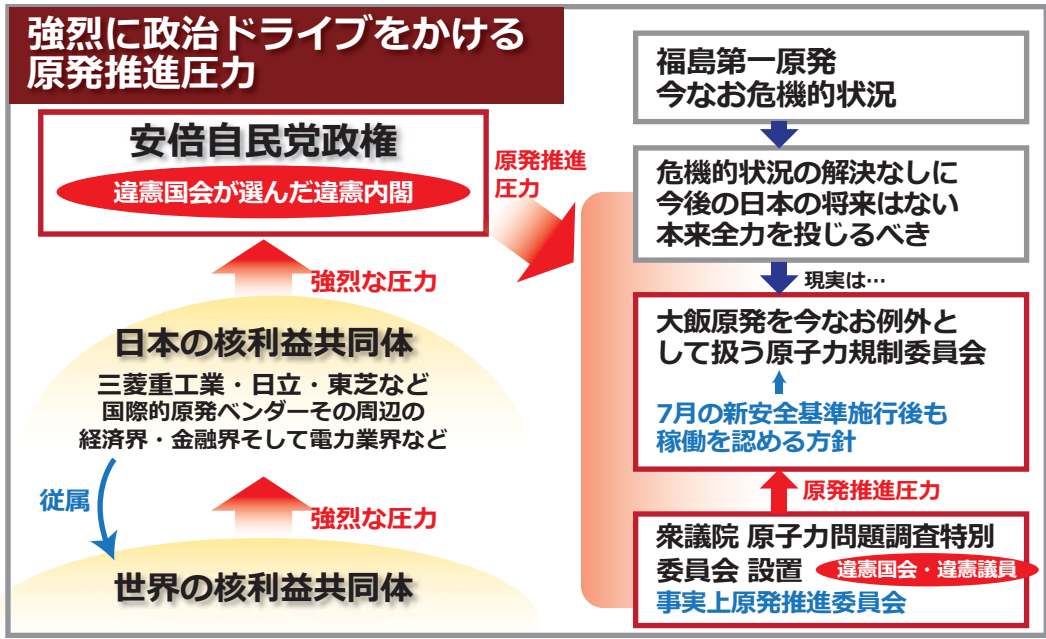 強烈に政治ドライブをかける
原発推進圧力
安倍自民党政権
違憲国会が選んだ違憲内閣
原発推進
圧力
強烈な圧力
日本の核利益共同体
三菱重工業・日立・東芝など
国際的原発ベンダーその周辺の
経済界・金融界そして電力業界など
従属
強烈な圧力
世界の核利益共同体
福島第一原発
今なお危機的状況
危機的状況の解決なしに
今後の日本の将来はない
本来全力を投じるべき
現実は…
大飯原発を今なお例外と
して扱う原子力規制委員会
7月の新安全基準施行後も
稼働を認める方針
原発推進圧力
衆議院 原子力問題調査特別
委員会 設置 違憲国会・違憲議員
事実上原発推進委員会